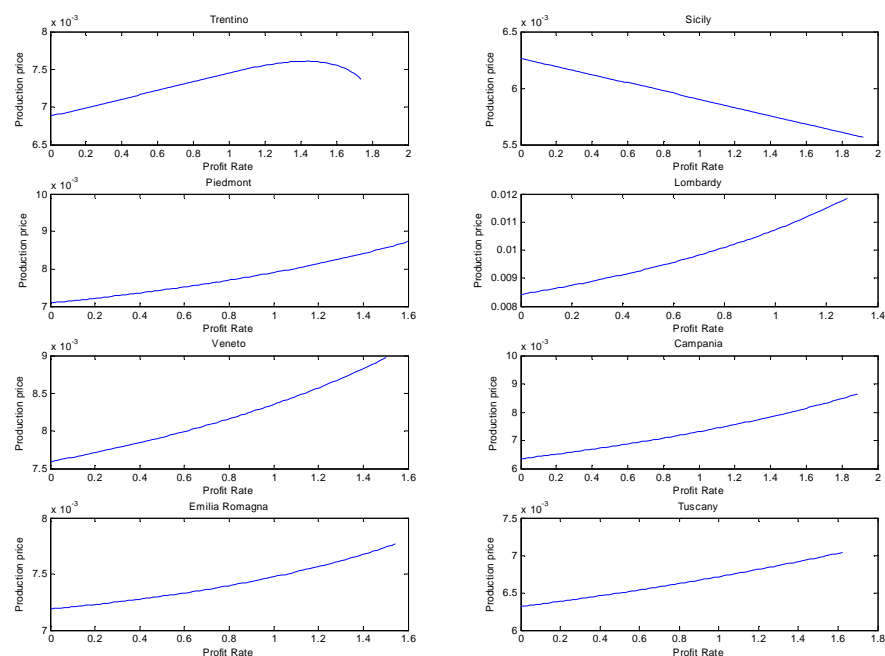 Trentino
x 10^-3
8
7.5
7
6.5
Production price
0 0.2 0.4 0.6 0.8 1 1.2 1.4 1.6 1.8 2
Profit Rate
Sicily
x 10^-3
6.5
6
5.5
Production price
0 0.2 0.4 0.6 0.8 1 1.2 1.4 1.6 1.8 2
Profit Rate
Piedmont
x 10^-3
10
9
8
7
Production price
0 0.2 0.4 0.6 0.8 1 1.2 1.4 1.6
Profit Rate
Lombardy
0.012
0.011
0.01
0.009
0.008
Production price
0 0.2 0.4 0.6 0.8 1 1.2 1.4
Profit Rate
Veneto
x 10^-3
9
8.5
8
7.5
Production price
0 0.2 0.4 0.6 0.8 1 1.2 1.4 1.6
Profit Rate
Campania
x 10^-3
10
9
8
7
6
Production price
0 0.2 0.4 0.6 0.8 1 1.2 1.4 1.6 1.8 2
Profit Rate
Emilia Romagna
x 10^-3
8
7.5
7
Production price
0 0.2 0.4 0.6 0.8 1 1.2 1.4 1.6
Profit Rate
Tuscany
x 10^-3
7.5
7
6.5
6
Production price
0 0.2 0.4 0.6 0.8 1 1.2 1.4 1.6 1.8
Profit Rate